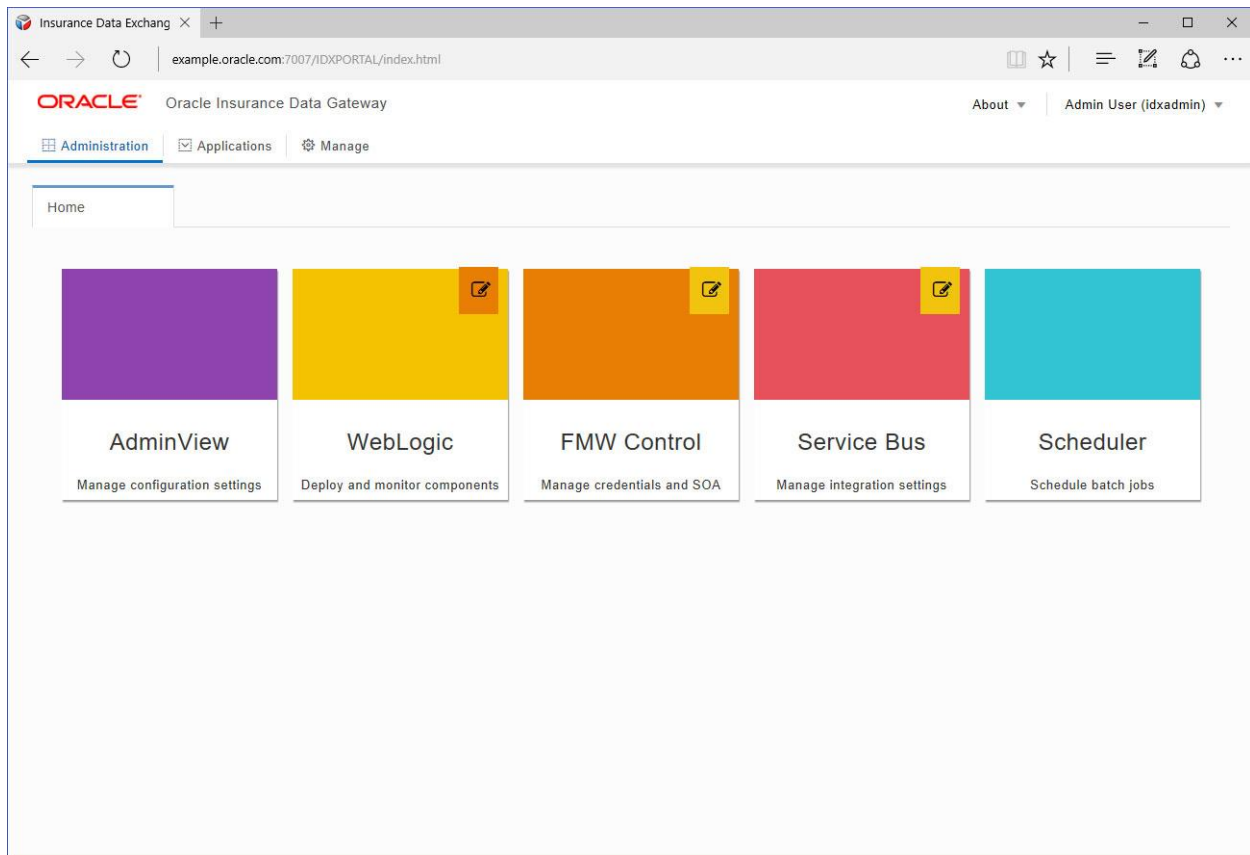 Insurance Data Exchang
example.oracle.com:7007/IDXPORTAL/index.html
ORACLE® Oracle Insurance Data Gateway
About Admin User (idxadmin)
Administration Applications Manage
Home
AdminView WebLogic FMW Control Service Bus Scheduler
Manage configuration settings Deploy and monitor components Manage credentials and SOA Manage integration settings Schedule batch jobs